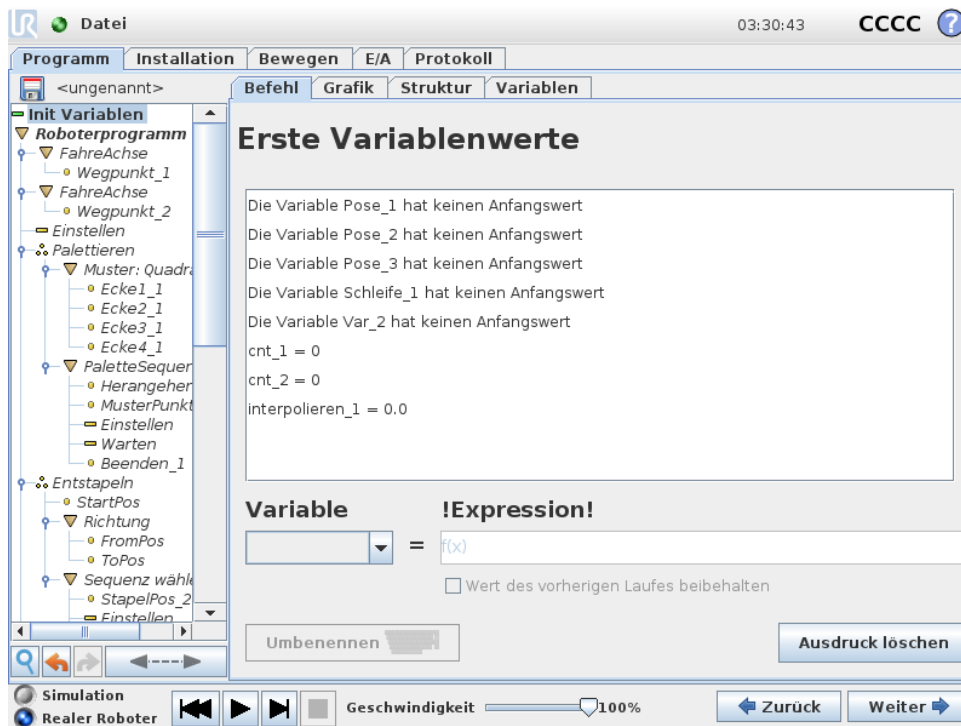 UR Datei 03:30:43 CCCC ?
Programm Installation Bewegen E/A Protokoll
<ungenannt>
Befehl Grafik Struktur Variablen
Init Variablen
Roboterprogramm
FahreAchse
Wegpunkt_1
FahreAchse
Wegpunkt_2
Einstellen
Palettieren
Muster: Quadra
Ecke1_1
Ecke2_1
Ecke3_1
Ecke4_1
PaletteSequen
Herangehen
MusterPunkt
Einstellen
Warten
Beenden_1
Entstapeln
StartPos
Richtung
FromPos
ToPos
Sequenz wähle
StapelPos_2
Einstellen
Erste Variablenwerte
Die Variable Pose_1 hat keinen Anfangswert
Die Variable Pose_2 hat keinen Anfangswert
Die Variable Pose_3 hat keinen Anfangswert
Die Variable Schleife_1 hat keinen Anfangswert
Die Variable Var_2 hat keinen Anfangswert
cnt_1 = 0
cnt_2 = 0
interpolieren_1 = 0.0
Variable !Expression!
= f(x)
Wert des vorherigen Laufes beibehalten
Umbenennen Ausdruck löschen
Simulation
Realer Roboter
Geschwindigkeit 100% Zurück Weiter